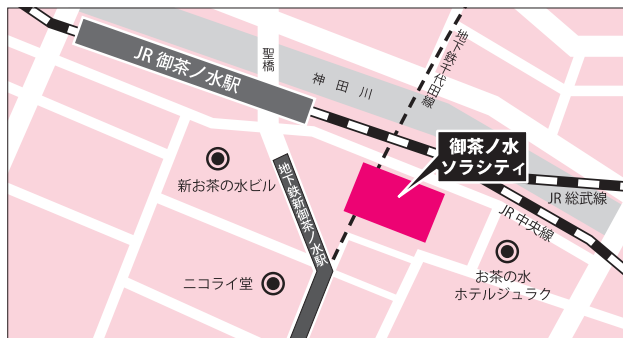 JR 御茶ノ水駅
聖橋
神田川
地下鉄千代田線
御茶ノ水
ソラシティ
新お茶の水ビル
地下鉄新御茶ノ水駅
JR 総武線
JR 中央線
ニコライ堂
お茶の水
ホテルジュラク